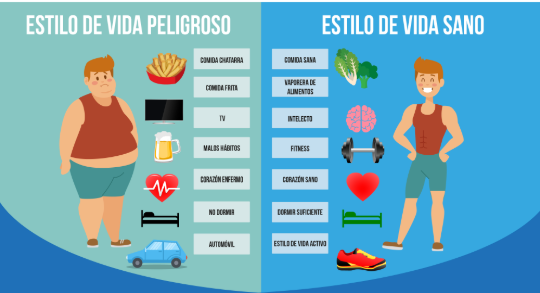 ESTILO DE VIDA PELIGROSO
COMIDA CHATARRA
COMIDA FRITA
TV
MALOS HÁBITOS
CORAZÓN ENFERMO
NO DORMIR
AUTOMÓVIL
ESTILO DE VIDA SANO
COMIDA SANA
VAPORERA DE
ALIMENTOS
INTELECTO
FITNESS
CORAZÓN SANO
DORMIR SUFICIENTE
ESTILO DE VIDA ACTIVO